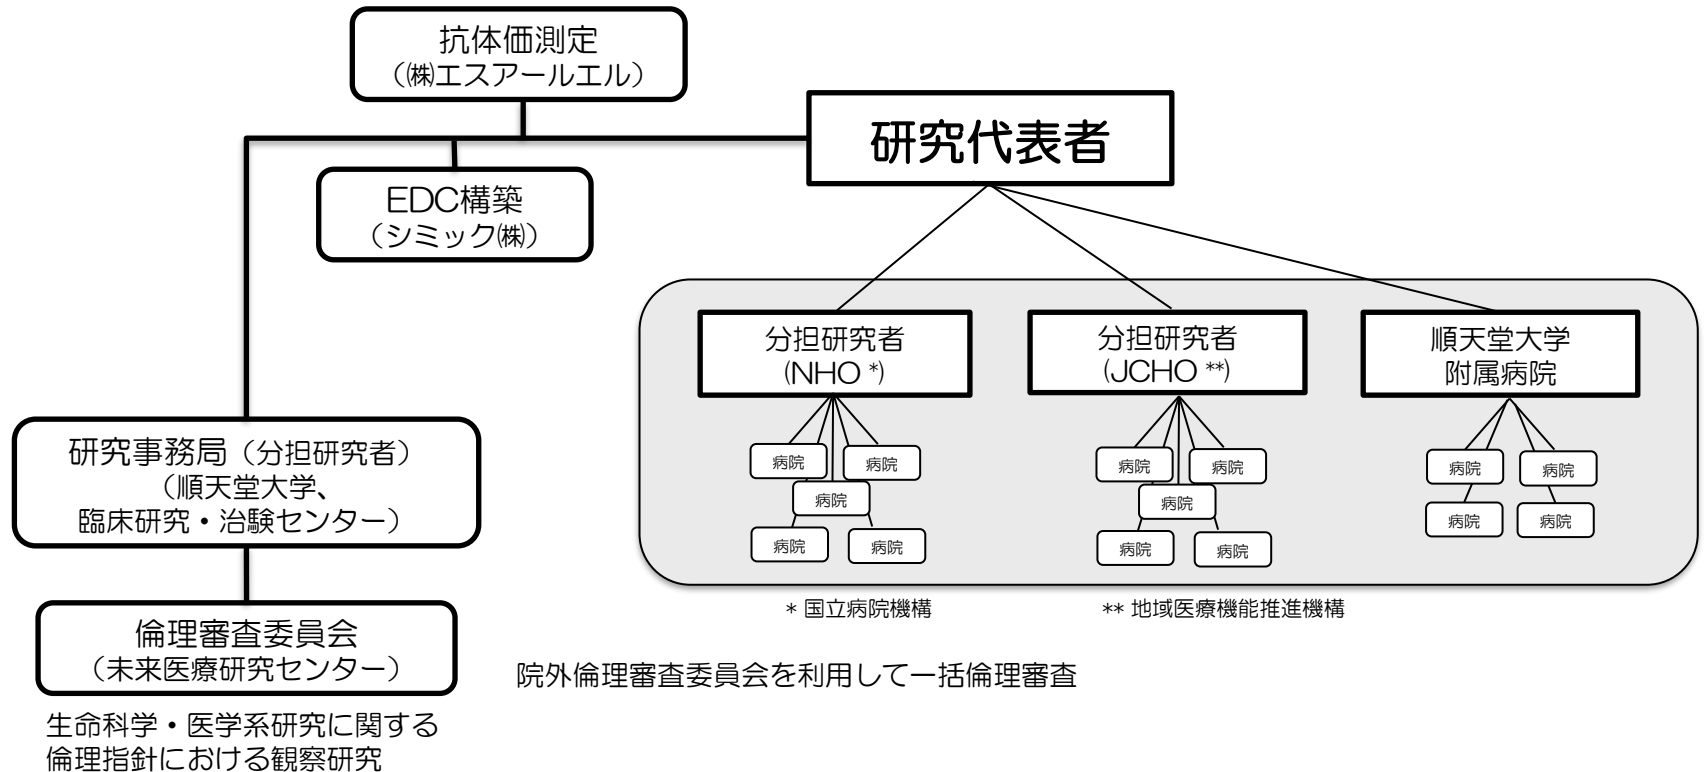 抗体価測定
（㈱エスアールエル）
研究代表者
EDC構築
（シミック㈱）
分担研究者
(NHO *)
分担研究者
(JCHO **)
順天堂大学
附属病院
病院
病院
病院
病院
病院
病院
病院
病院
病院
病院
病院
病院
病院
病院
研究事務局（分担研究者）
（順天堂大学、
臨床研究・治験センター）
* 国立病院機構
** 地域医療機能推進機構
倫理審査委員会
（未来医療研究センター）
院外倫理審査委員会を利用して一括倫理審査
生命科学・医学系研究に関する
倫理指針における観察研究